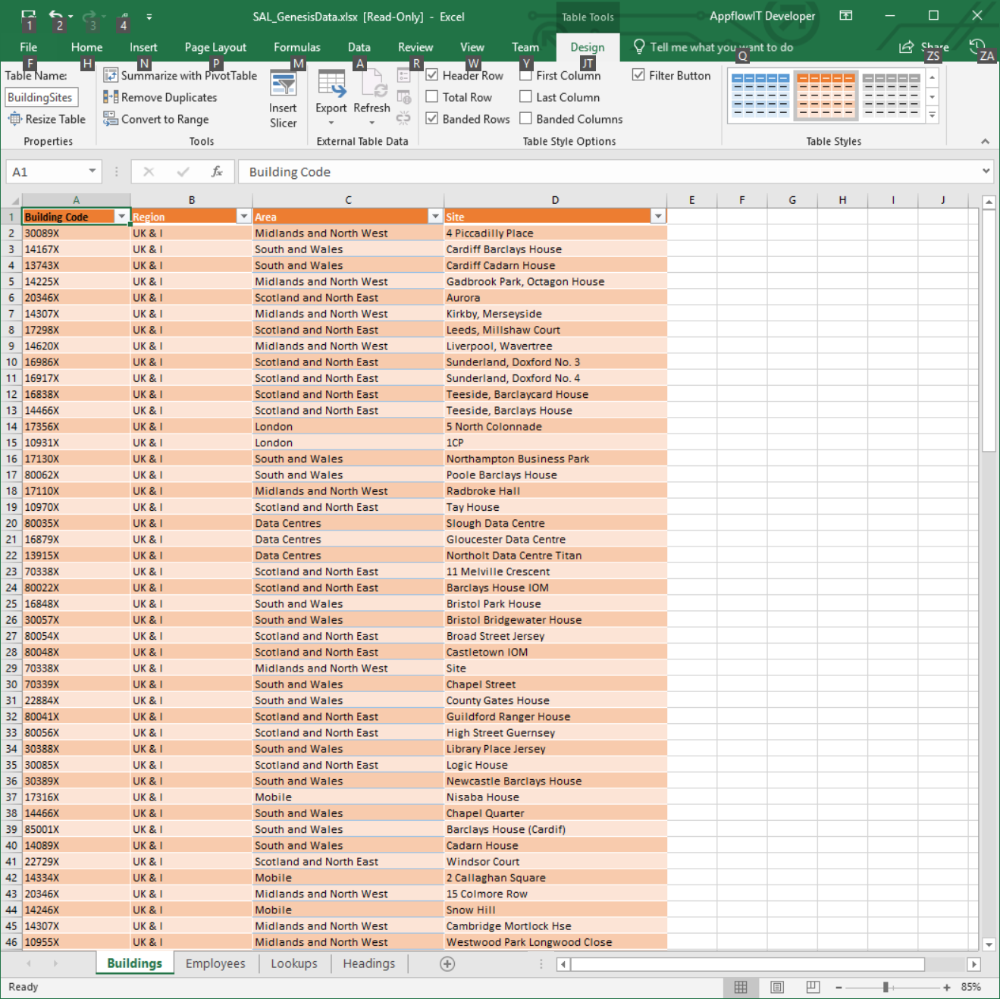 SAL_GenesisData.xlsx [Read-Only] - Excel
Table Tools
AppflowIT Developer
1 2 3 4
File Home Insert Page Layout Formulas Data Review View Team Design Tell me what you want to do Share
F H N P M A R W Y JT Q ZS ZA
Table Name:
BuildingSites
Resize Table
Properties
Summarize with PivotTable
Remove Duplicates
Convert to Range
Tools
Insert
Slicer
Export Refresh
External Table Data
Header Row First Column Filter Button
Total Row Last Column
Banded Rows Banded Columns
Table Style Options
Table Styles
A1 fx Building Code
A B C D E F G H I J
1 Building Code Region Area Site
2 30089X UK & I Midlands and North West 4 Piccadilly Place
3 14167X UK & I South and Wales Cardiff Barclays House
4 13743X UK & I South and Wales Cardiff Cadarn House
5 14225X UK & I Midlands and North West Gadbrook Park, Octagon House
6 20346X UK & I Scotland and North East Aurora
7 14307X UK & I Midlands and North West Kirkby, Merseyside
8 17298X UK & I Scotland and North East Leeds, Millshaw Court
9 14620X UK & I Midlands and North West Liverpool, Wavertree
10 16986X UK & I Scotland and North East Sunderland, Doxford No. 3
11 16917X UK & I Scotland and North East Sunderland, Doxford No. 4
12 16838X UK & I Scotland and North East Teeside, Barclaycard House
13 14466X UK & I Scotland and North East Teeside, Barclays House
14 17356X UK & I London 5 North Colonnade
15 10931X UK & I London 1CP
16 17130X UK & I South and Wales Northampton Business Park
17 80062X UK & I South and Wales Poole Barclays House
18 17110X UK & I Midlands and North West Radbroke Hall
19 10970X UK & I Scotland and North East Tay House
20 80035X UK & I Data Centres Slough Data Centre
21 16879X UK & I Data Centres Gloucester Data Centre
22 13915X UK & I Data Centres Northolt Data Centre Titan
23 70338X UK & I Scotland and North East 11 Melville Crescent
24 80022X UK & I Scotland and North East Barclays House IOM
25 16848X UK & I South and Wales Bristol Park House
26 30057X UK & I South and Wales Bristol Bridgewater House
27 80054X UK & I Scotland and North East Broad Street Jersey
28 80048X UK & I Scotland and North East Castletown IOM
29 70338X UK & I Midlands and North West Site
30 70339X UK & I South and Wales Chapel Street
31 22884X UK & I South and Wales County Gates House
32 80041X UK & I Scotland and North East Guildford Ranger House
33 80056X UK & I Scotland and North East High Street Guernsey
34 30388X UK & I South and Wales Library Place Jersey
35 30085X UK & I Scotland and North East Logic House
36 30389X UK & I South and Wales Newcastle Barclays House
37 17316X UK & I Mobile Nisaba House
38 14466X UK & I South and Wales Chapel Quarter
39 85001X UK & I South and Wales Barclays House (Cardif)
40 14089X UK & I South and Wales Cadarn House
41 22729X UK & I Scotland and North East Windsor Court
42 14334X UK & I Mobile 2 Callaghan Square
43 20346X UK & I Midlands and North West 15 Colmore Row
44 14246X UK & I Mobile Snow Hill
45 14307X UK & I Midlands and North West Cambridge Mortlock Hse
46 10955X UK & I Midlands and North West Westwood Park Longwood Close
Buildings Employees Lookups Headings
Ready
85%